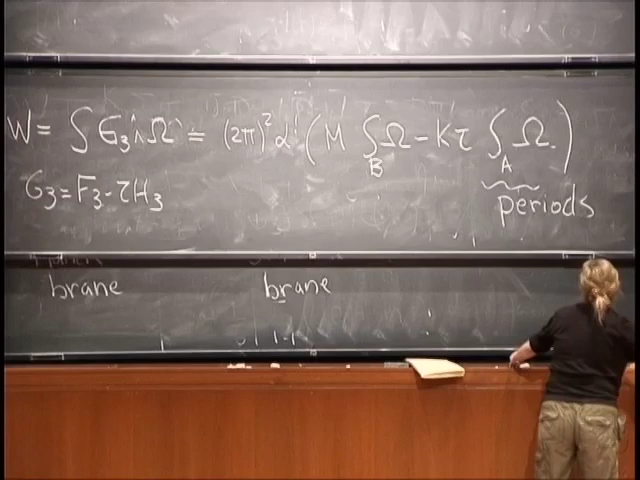 W = ∫ G₃ ∧ Ω = (2π)² α' ( M ∫_B Ω - Kτ ∫_A Ω )
G₃ = F₃ - τH₃
periods
brane brane